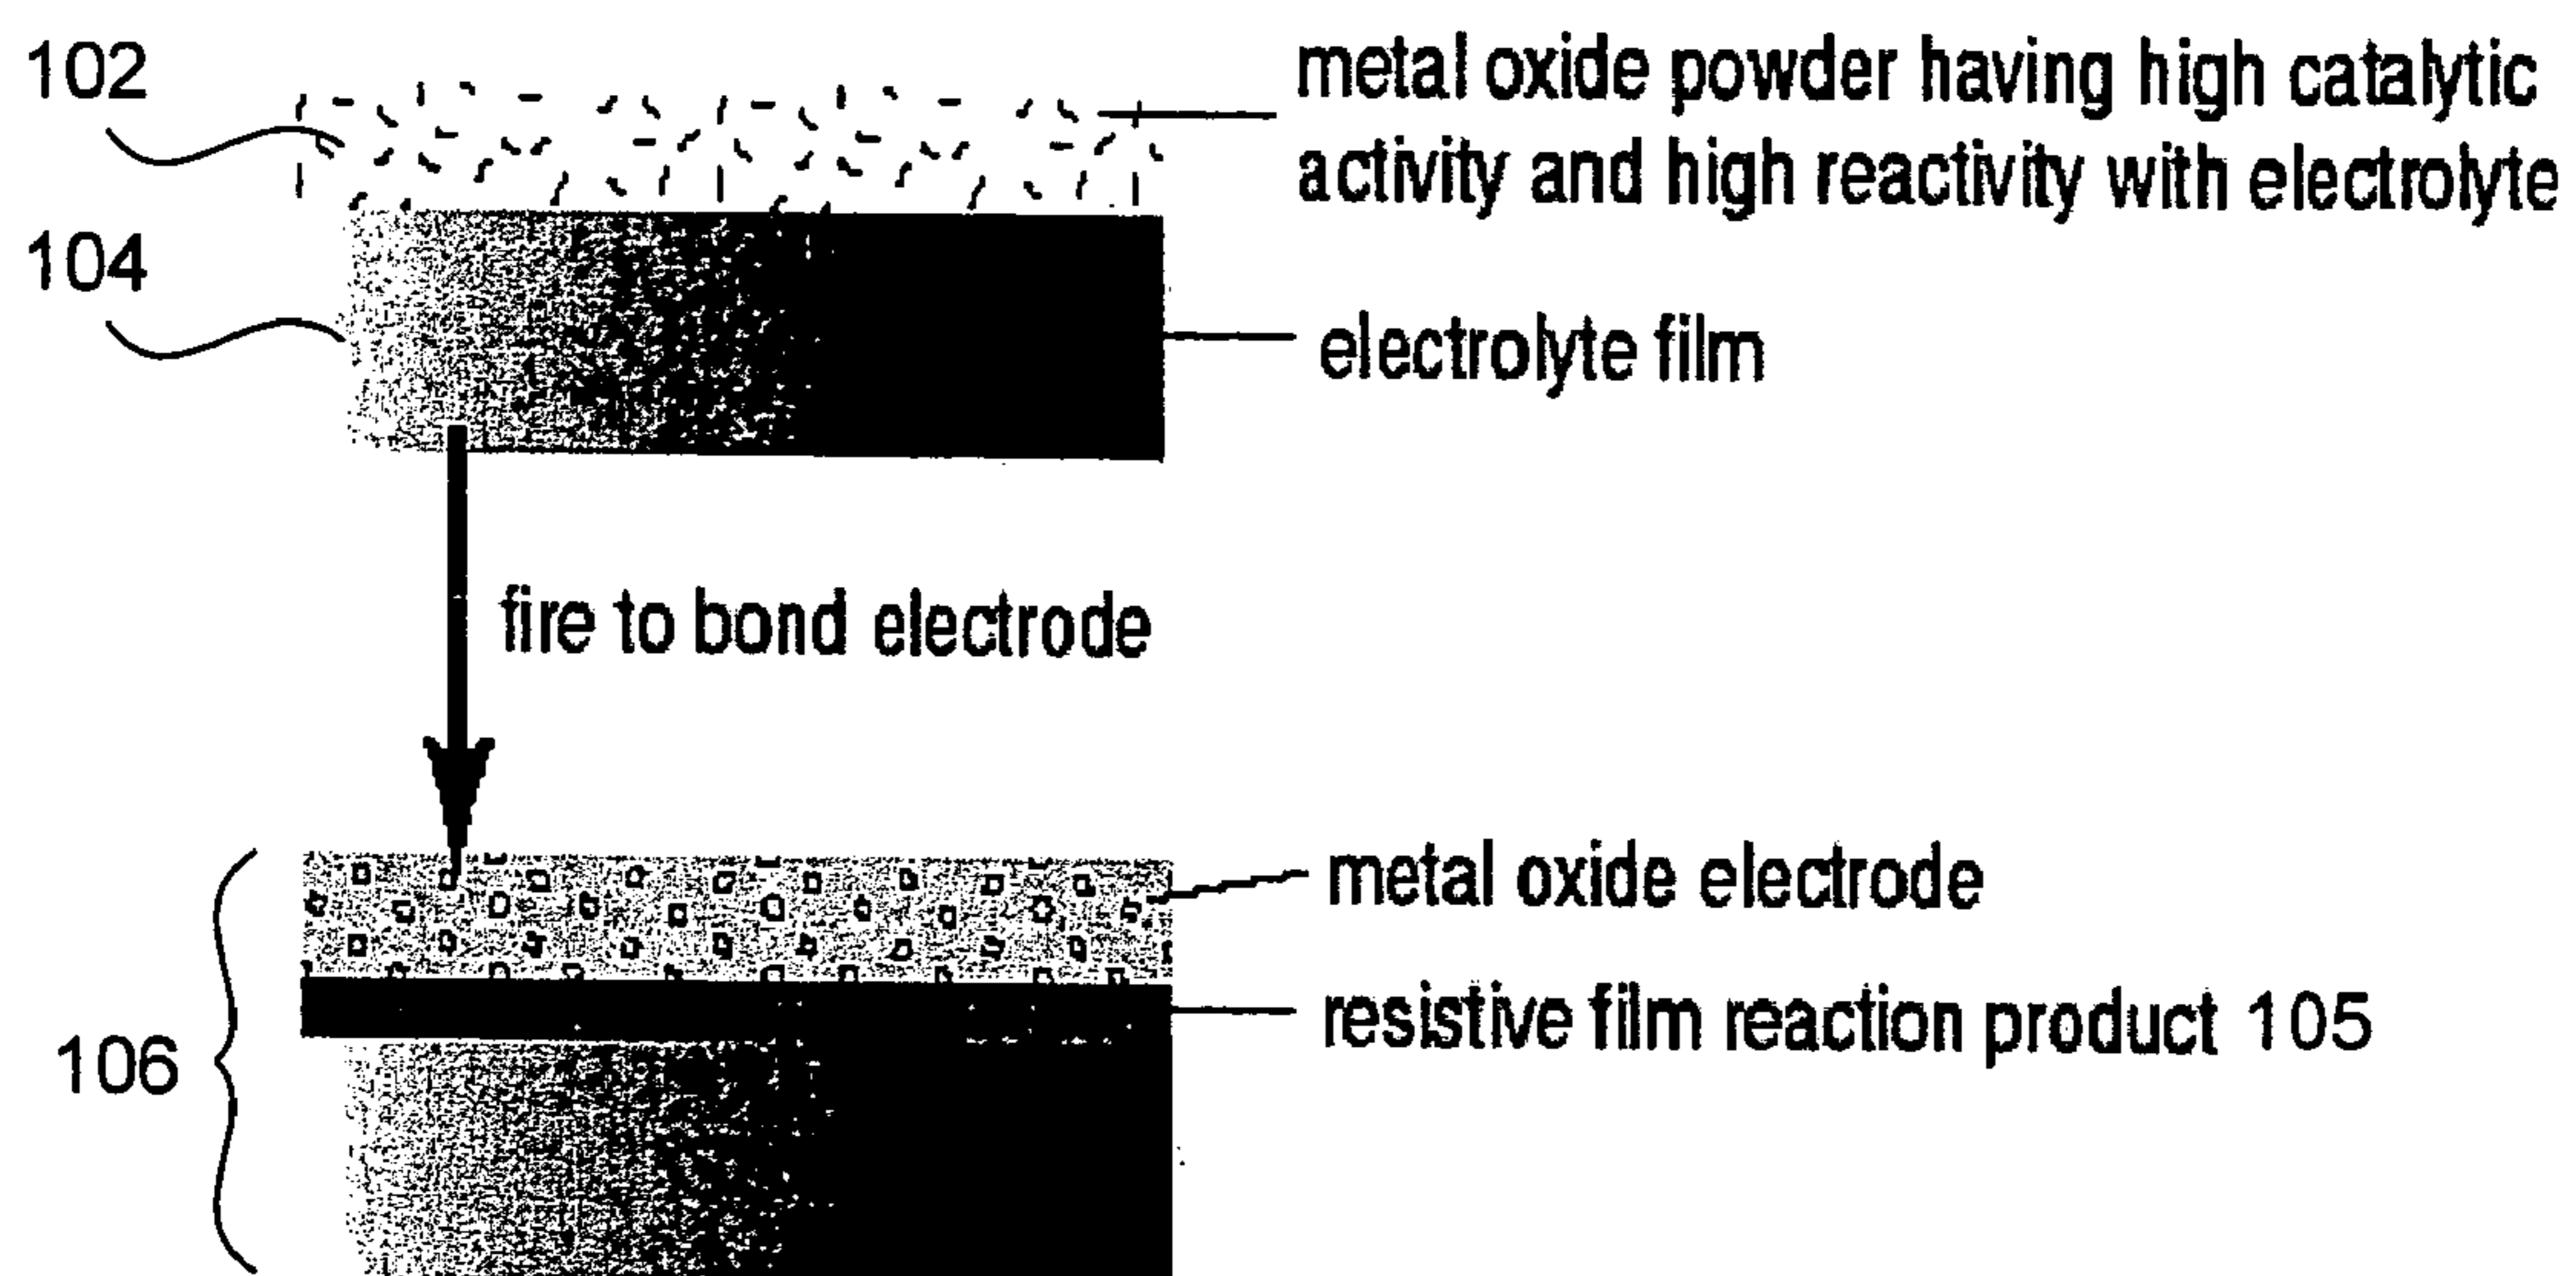 102
metal oxide powder having high catalytic
activity and high reactivity with electrolyte
104
electrolyte film
fire to bond electrode
metal oxide electrode
resistive film reaction product 105
106